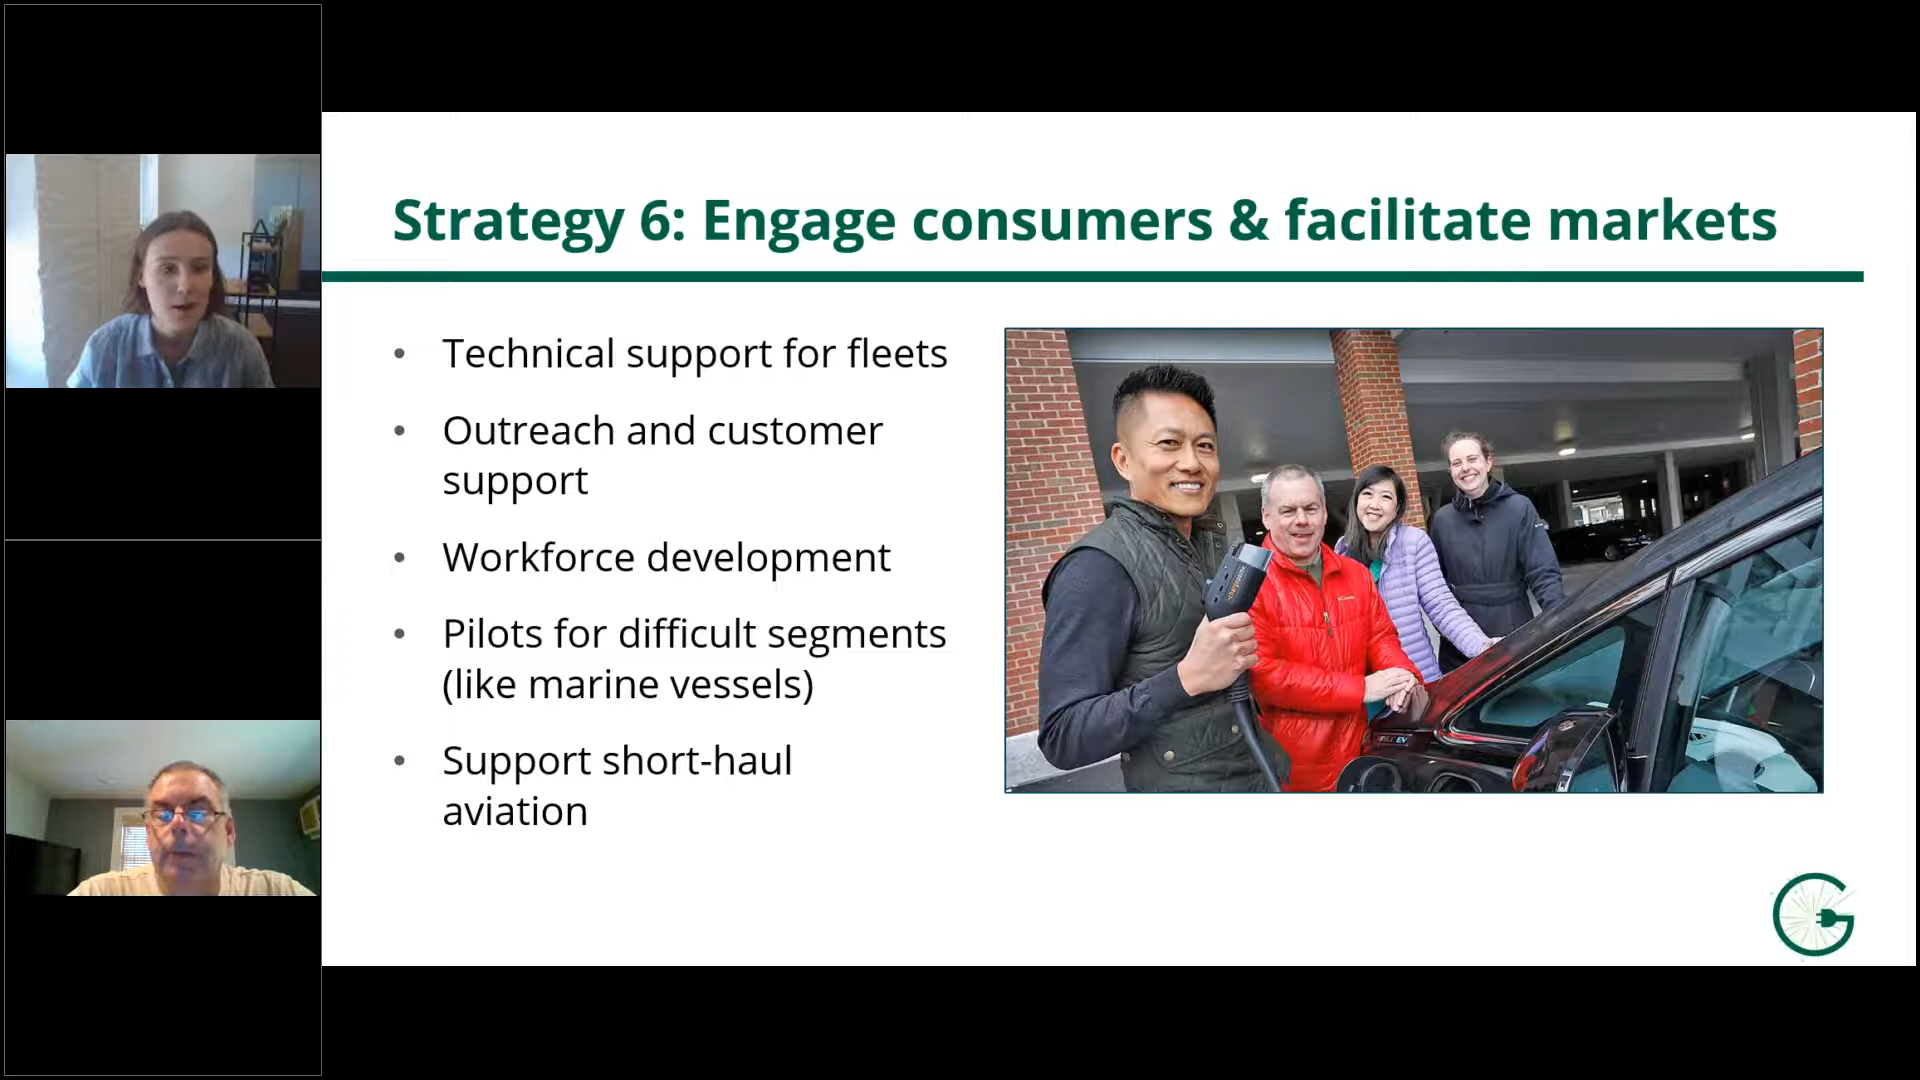 Strategy 6: Engage consumers & facilitate markets
• Technical support for fleets
• Outreach and customer
support
• Workforce development
• Pilots for difficult segments
(like marine vessels)
• Support short-haul
aviation
EV